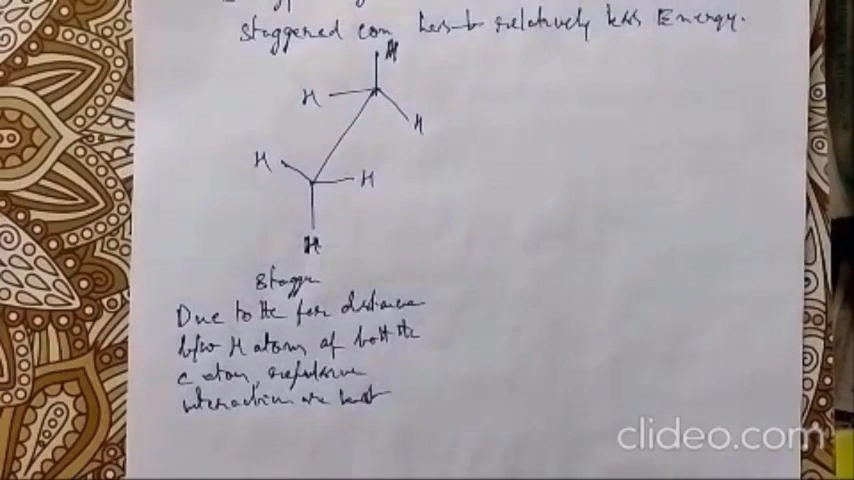 staggered con has relatively less Energy.
H
H
H
H
H
H
stagge
Due to the far distance
b/w H atoms of both the
c atom, repulsive
interaction are least
clideo.com